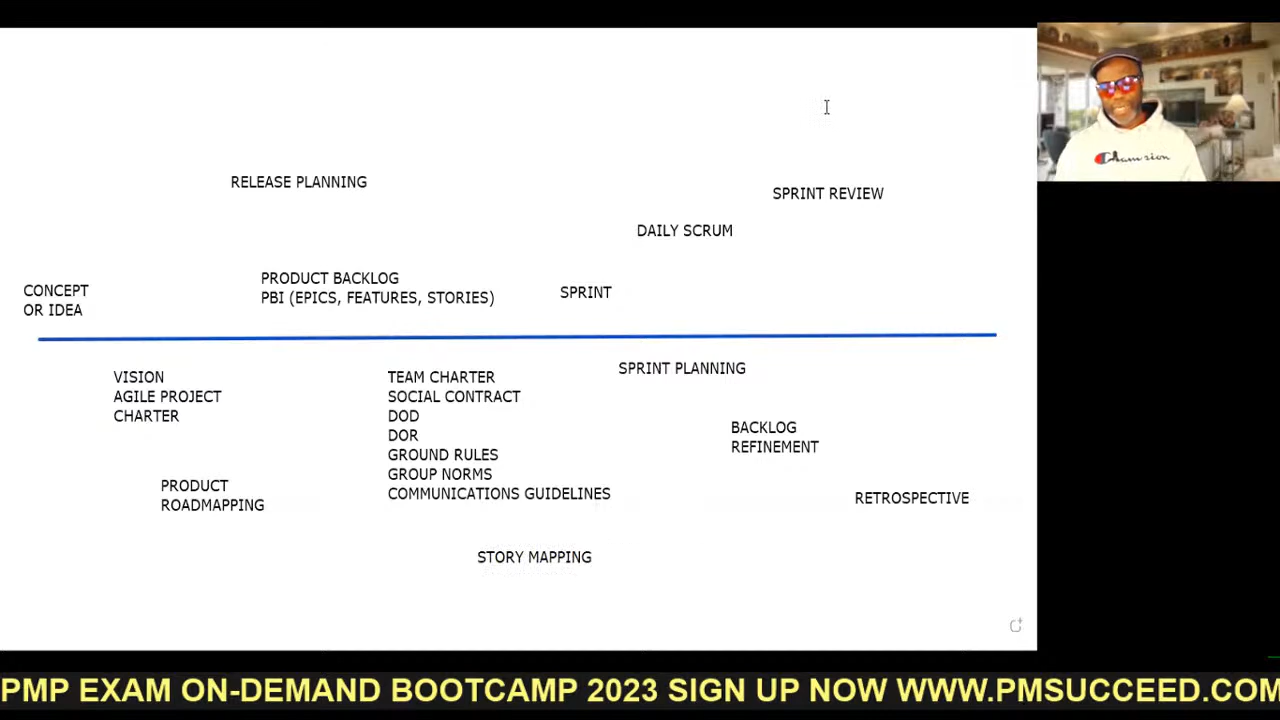 RELEASE PLANNING
SPRINT REVIEW
DAILY SCRUM
CONCEPT
OR IDEA
PRODUCT BACKLOG
PBI (EPICS, FEATURES, STORIES)
SPRINT
VISION
AGILE PROJECT
CHARTER
TEAM CHARTER
SOCIAL CONTRACT
DOD
DOR
GROUND RULES
GROUP NORMS
COMMUNICATIONS GUIDELINES
SPRINT PLANNING
BACKLOG
REFINEMENT
PRODUCT
ROADMAPPING
RETROSPECTIVE
STORY MAPPING
Champion
PMP EXAM ON-DEMAND BOOTCAMP 2023 SIGN UP NOW WWW.PMSUCCEED.COM